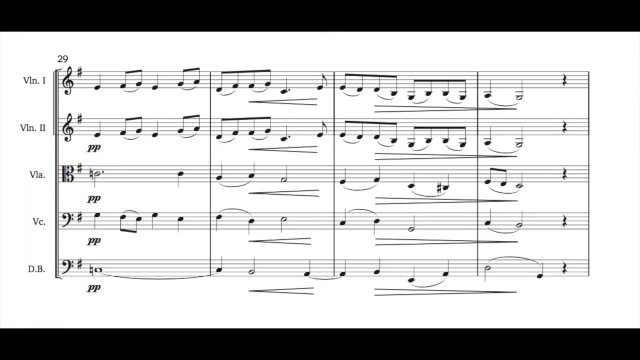 29
Vln. I
Vln. II
pp
Vla.
pp
Vc.
pp
D.B.
pp